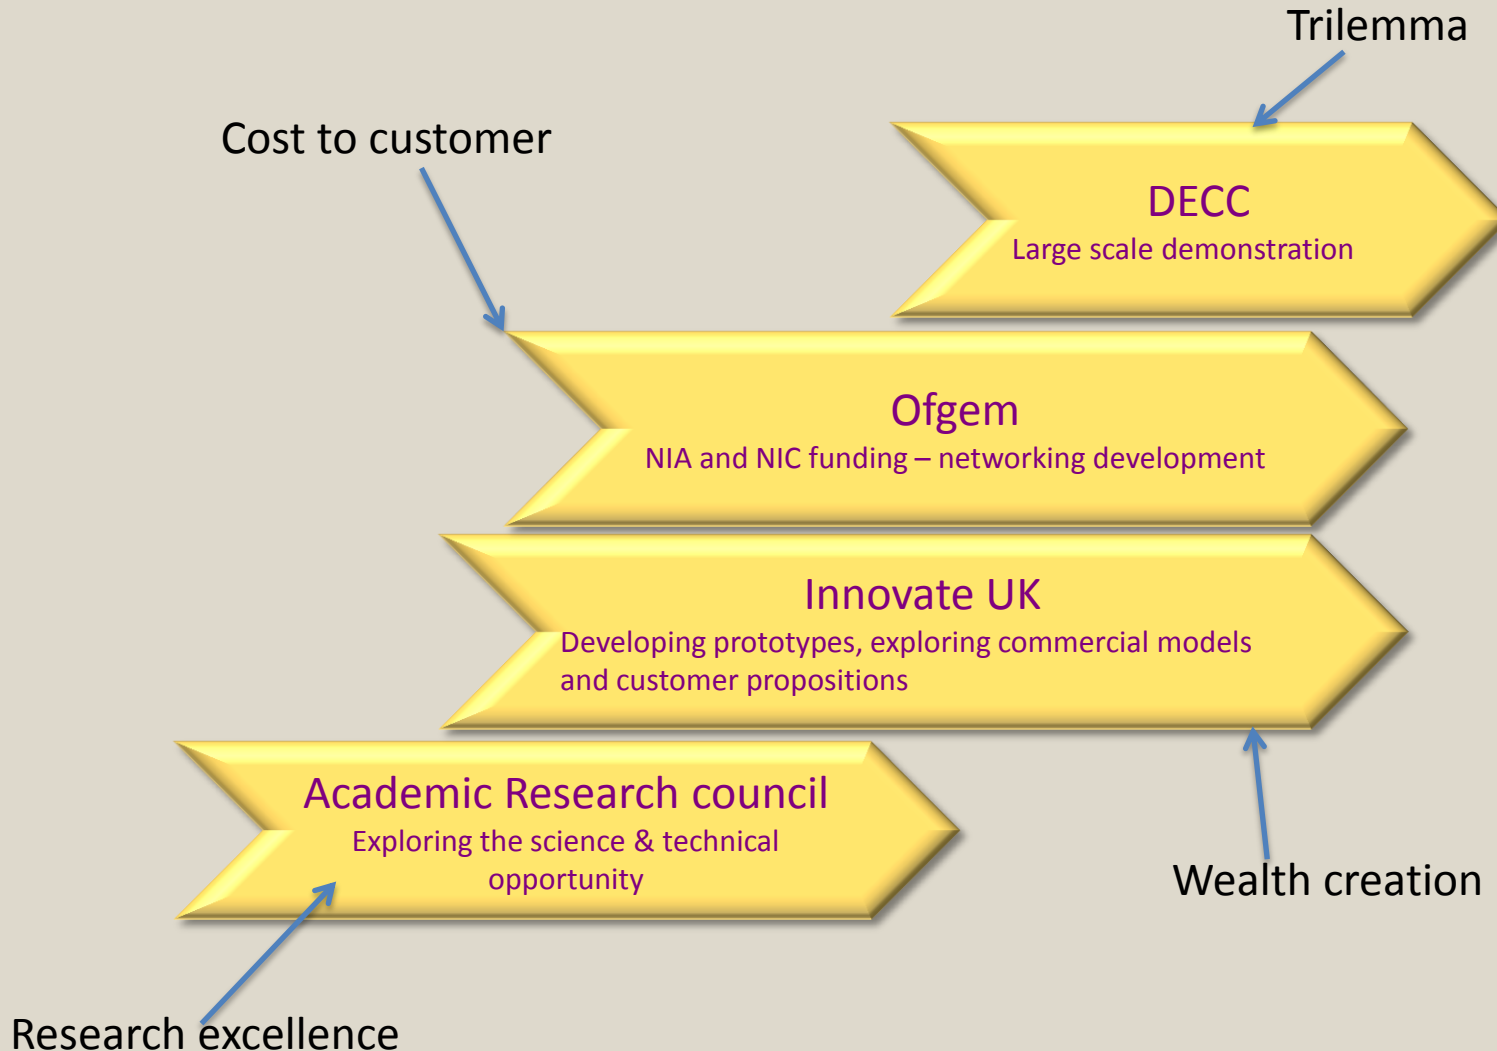 Trilemma
Cost to customer
DECC
Large scale demonstration
Ofgem
NIA and NIC funding – networking development
Innovate UK
Developing prototypes, exploring commercial models
and customer propositions
Academic Research council
Exploring the science & technical
opportunity
Wealth creation
Research excellence